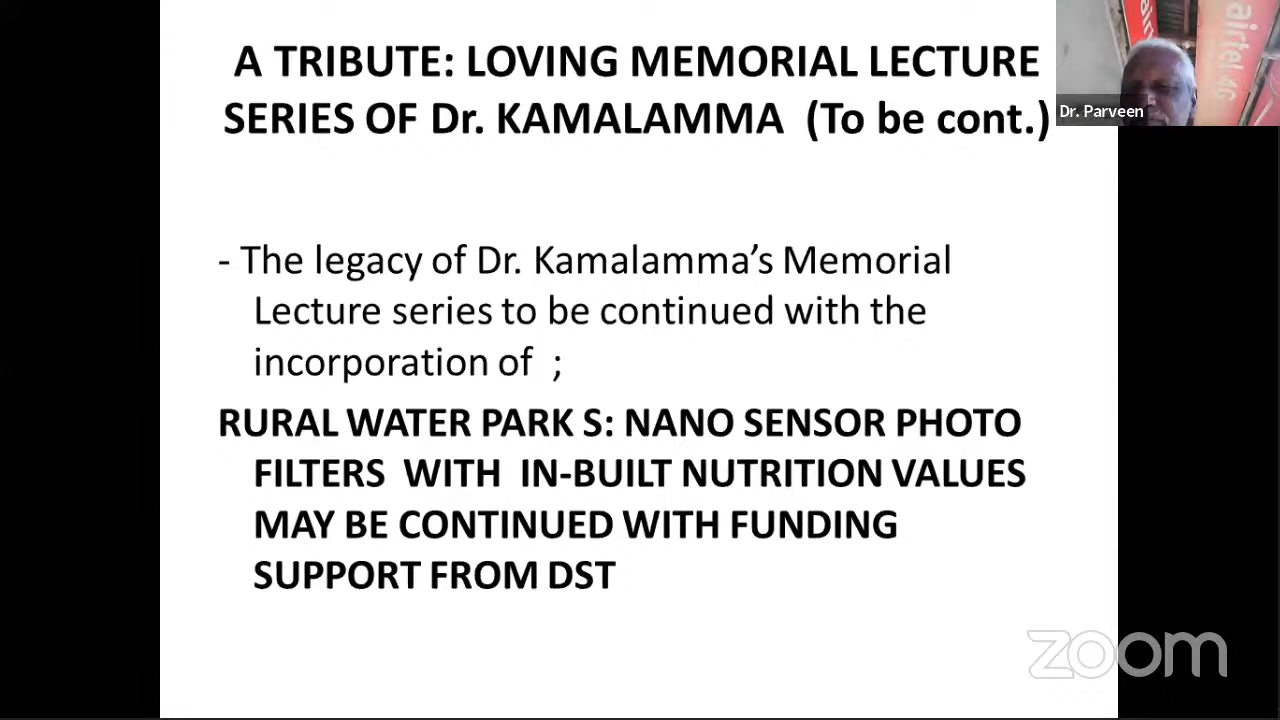 A TRIBUTE: LOVING MEMORIAL LECTURE
SERIES OF Dr. KAMALAMMA (To be cont.)
airtel 4G
Dr. Parveen
- The legacy of Dr. Kamalamma's Memorial
Lecture series to be continued with the
incorporation of ;
RURAL WATER PARK S: NANO SENSOR PHOTO
FILTERS WITH IN-BUILT NUTRITION VALUES
MAY BE CONTINUED WITH FUNDING
SUPPORT FROM DST
zoom